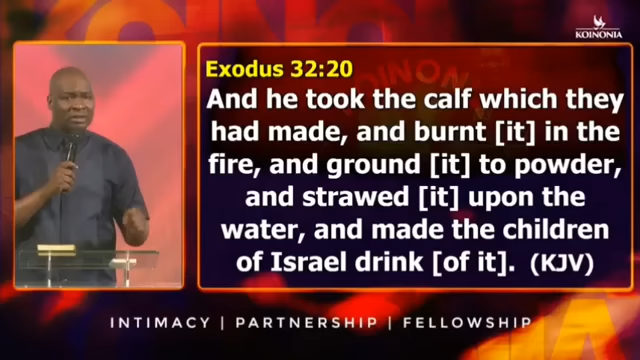 KOINONIA
Exodus 32:20
And he took the calf which they
had made, and burnt [it] in the
fire, and ground [it] to powder,
and strawed [it] upon the
water, and made the children
of Israel drink [of it]. (KJV)
INTIMACY | PARTNERSHIP | FELLOWSHIP